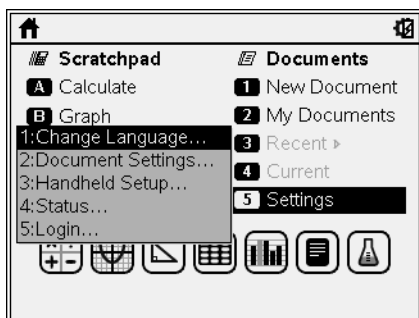 Scratchpad
Documents
A Calculate
1 New Document
B Graph
2 My Documents
3 Recent ▸
4 Current
5 Settings
1:Change Language...
2:Document Settings...
3:Handheld Setup...
4:Status...
5:Login...